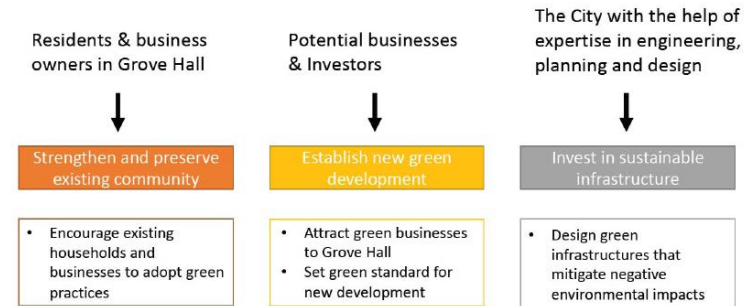 Residents & business
owners in Grove Hall
Potential businesses
& Investors
The City with the help of
expertise in engineering,
planning and design
Strengthen and preserve
existing community
Establish new green
development
Invest in sustainable
infrastructure
• Encourage existing
households and
businesses to adopt green
practices
• Attract green businesses
to Grove Hall
• Set green standard for
new development
• Design green
infrastructures that
mitigate negative
environmental impacts